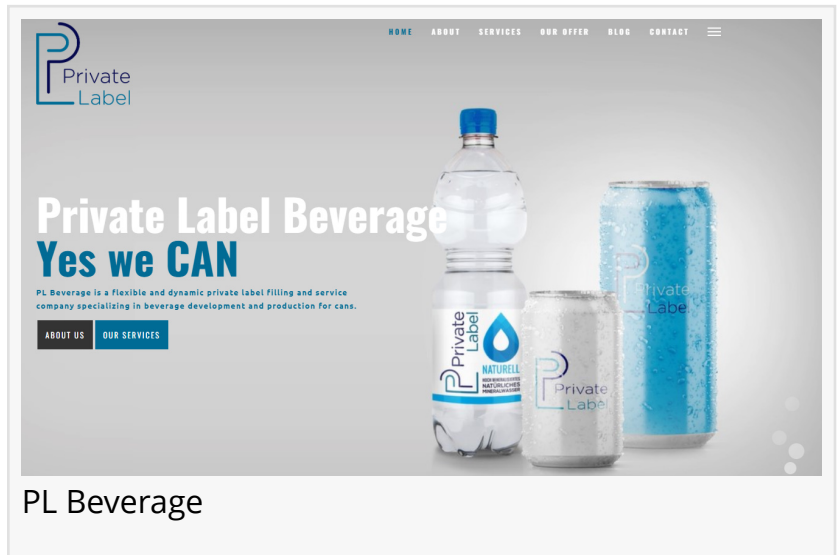 Private
Label
HOME ABOUT SERVICES OUR OFFER BLOG CONTACT
Private Label Beverage
Yes we CAN
PL Beverage is a flexible and dynamic private label filling and service
company specializing in beverage development and production for cans.
ABOUT US OUR SERVICES
Private
Label
NATURELL
NATÜRLICHES
MINERALWASSER
Private
Label
Private
Label
PL Beverage